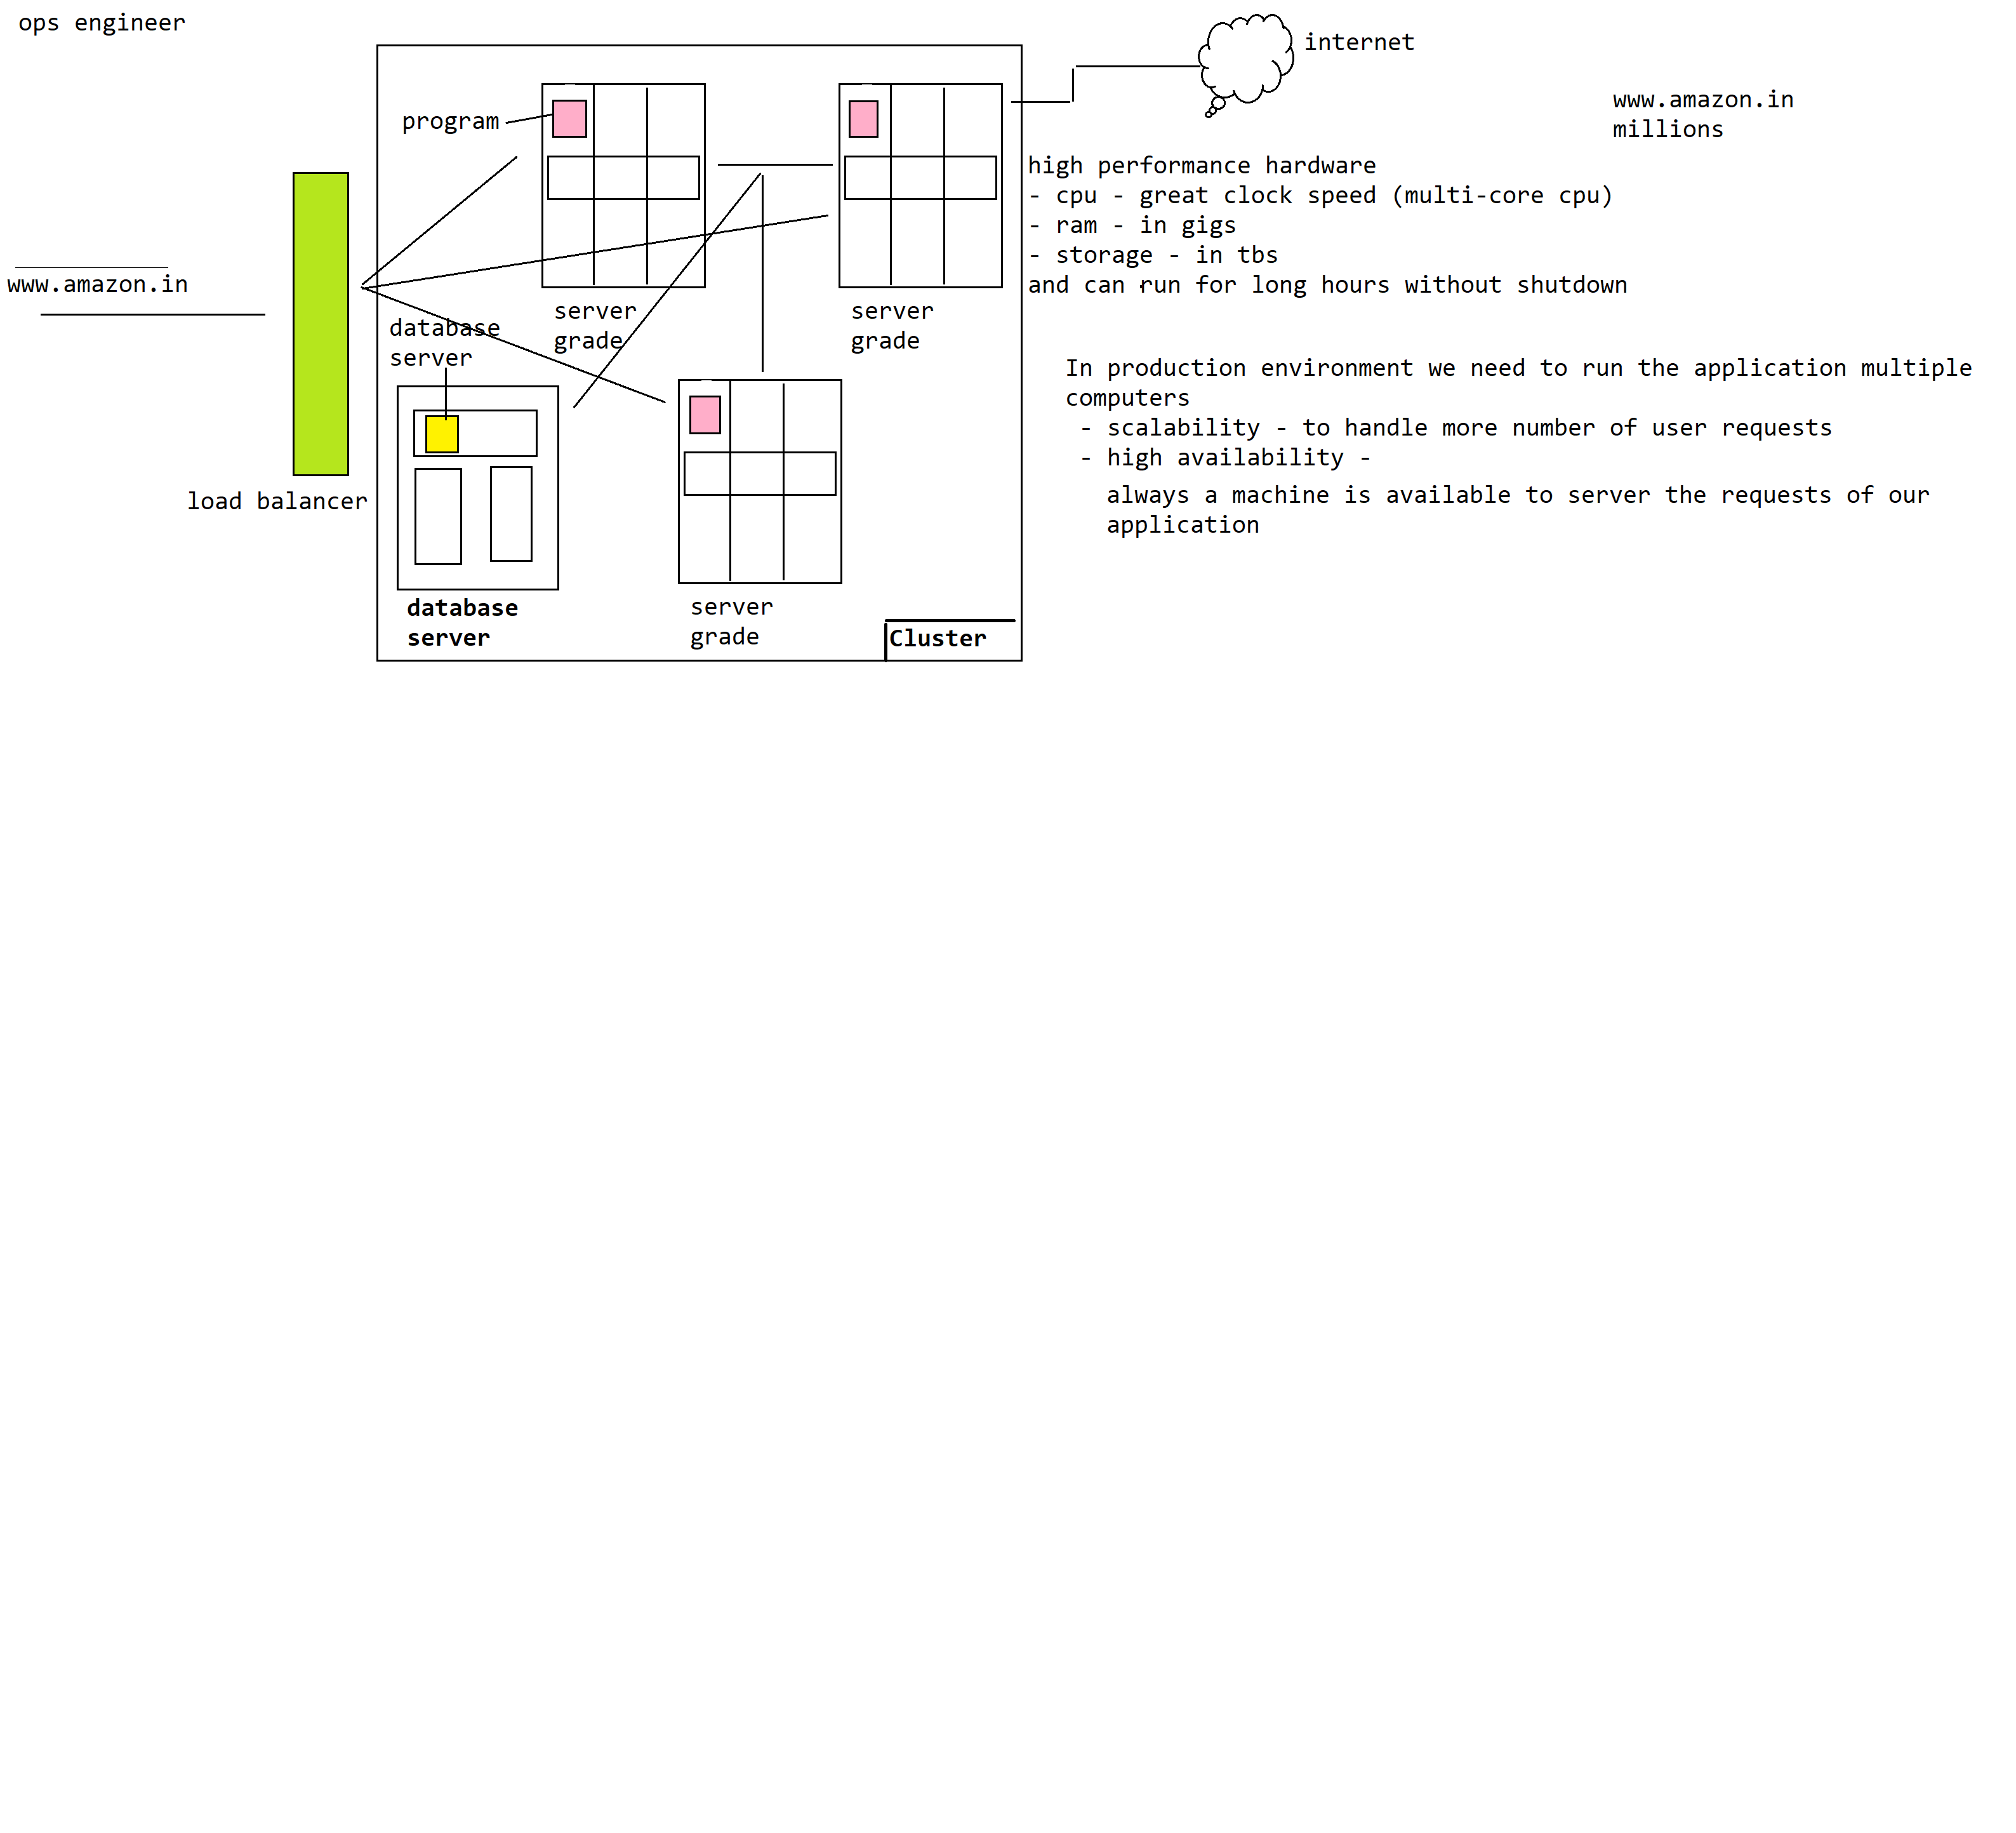 ops engineer
internet
www.amazon.in
millions
program
high performance hardware
- cpu - great clock speed (multi-core cpu)
- ram - in gigs
- storage - in tbs
and can run for long hours without shutdown
www.amazon.in
server
grade
server
grade
database
server
In production environment we need to run the application multiple
computers
- scalability - to handle more number of user requests
- high availability -
always a machine is available to server the requests of our
application
load balancer
database
server
server
grade
Cluster